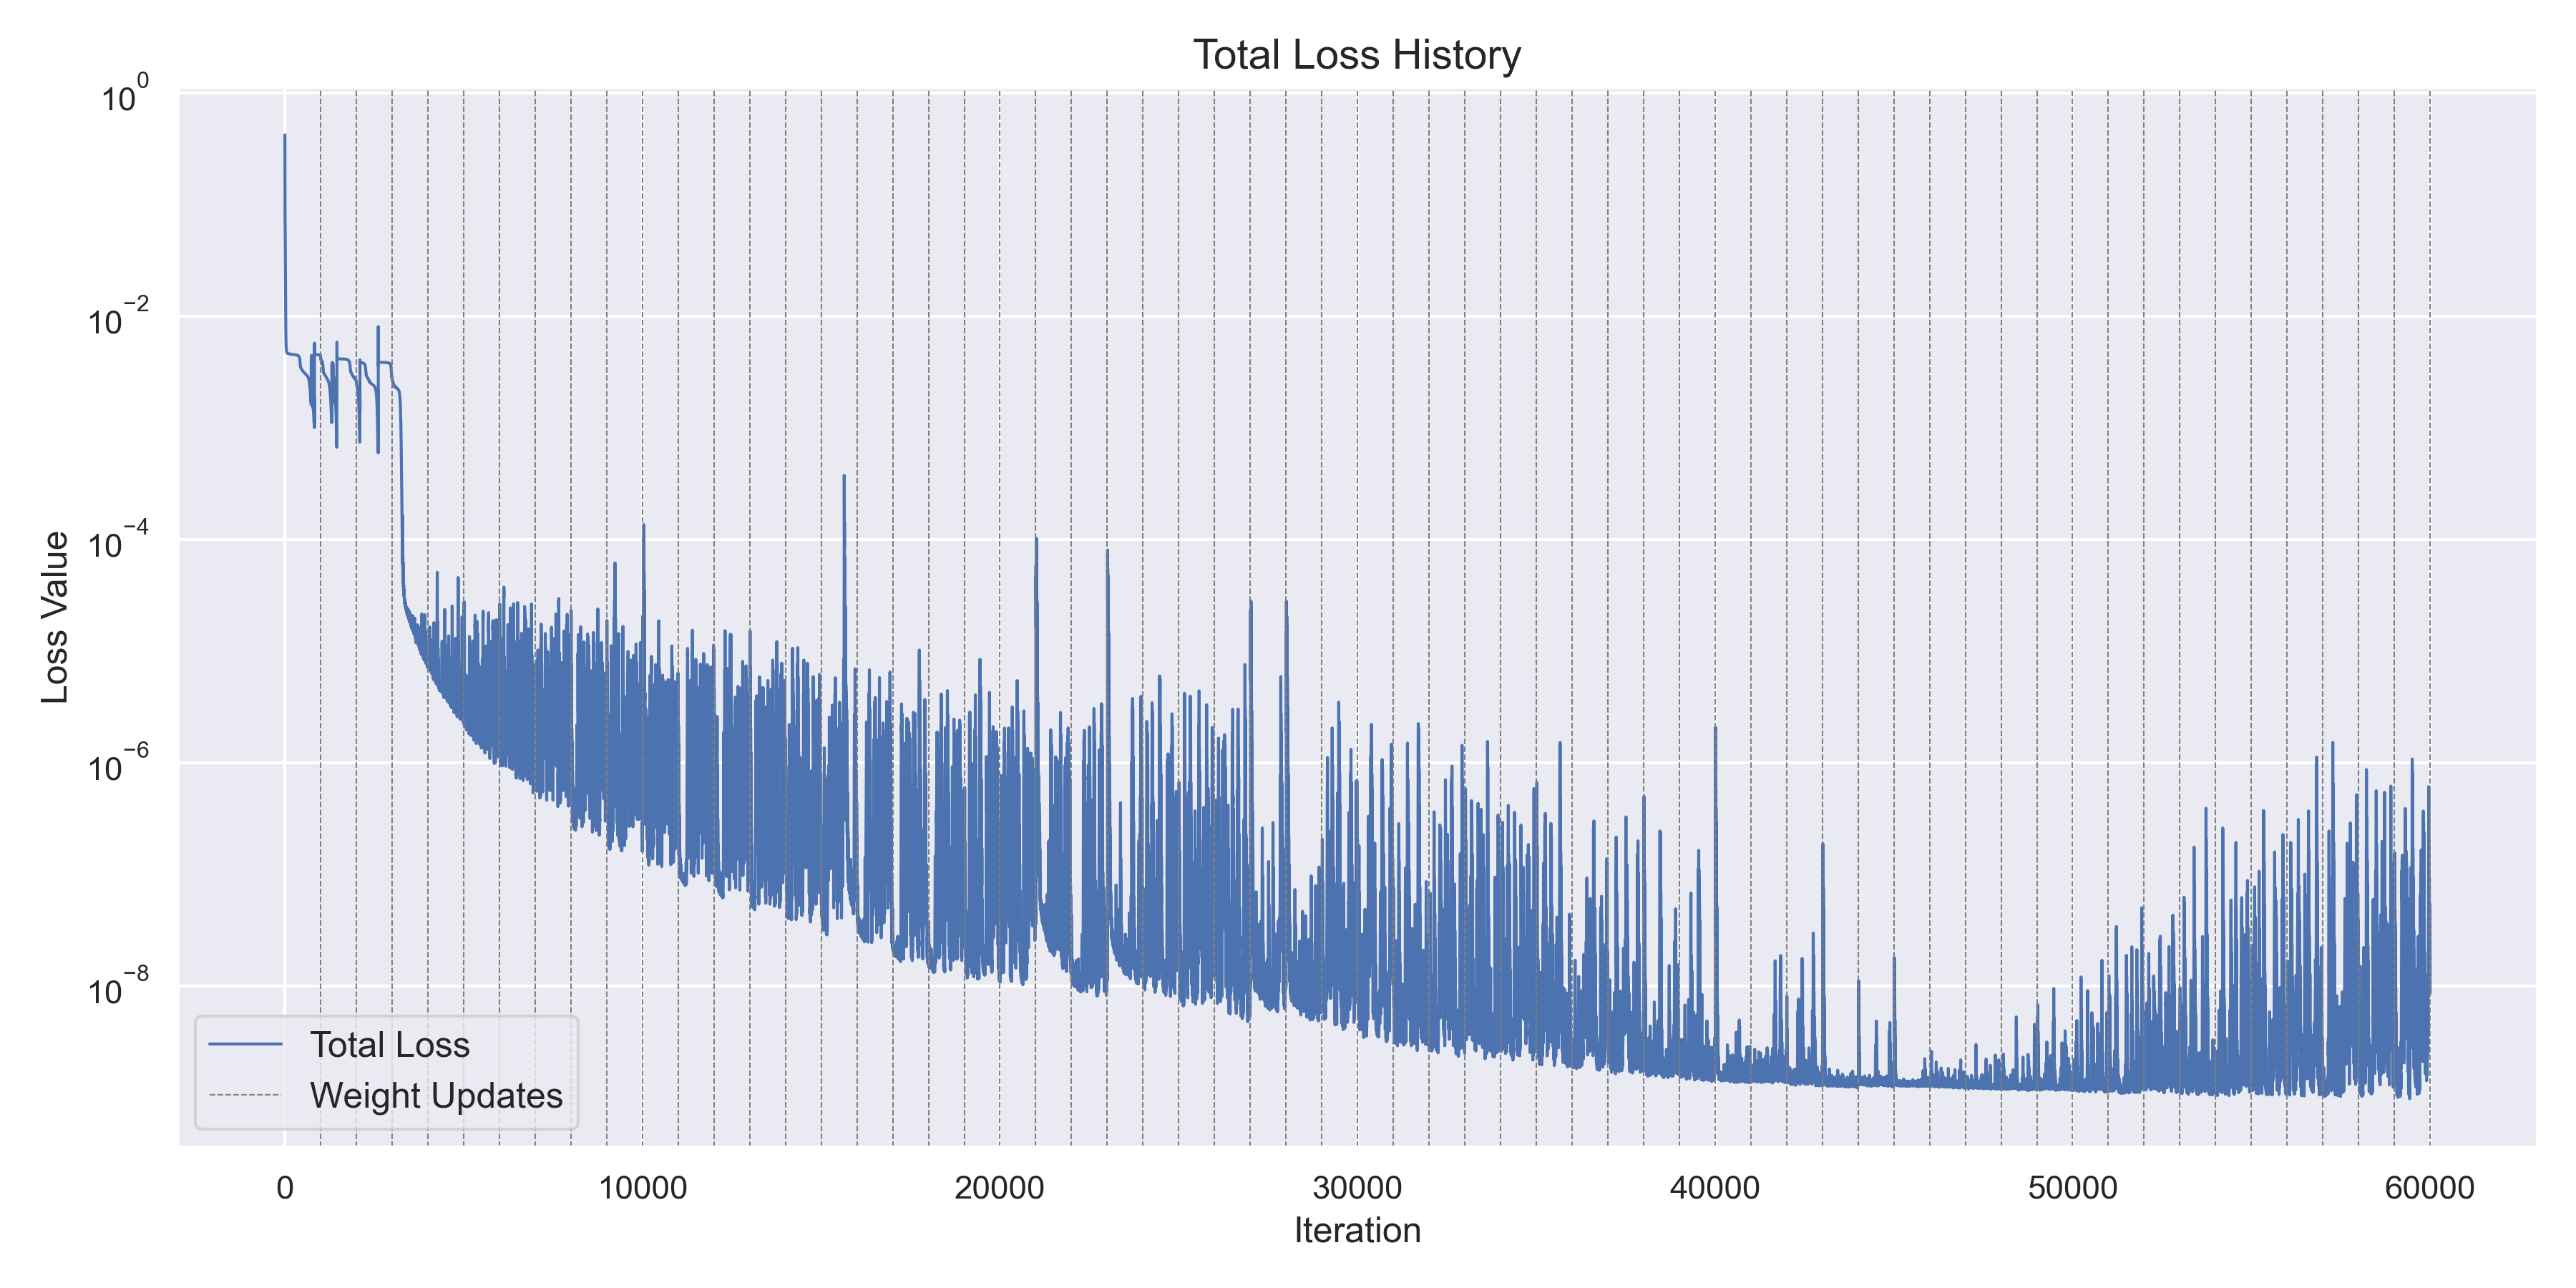 Total Loss History
Loss Value
10^0
10^−2
10^−4
10^−6
10^−8
Total Loss
Weight Updates
0 10000 20000 30000 40000 50000 60000
Iteration